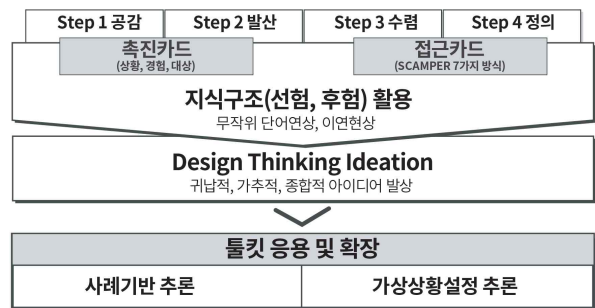 Step 1 공감 Step 2 발산 Step 3 수렴 Step 4 정의
촉진카드 접근카드
(상황, 경험, 대상) (SCAMPER 7가지 방식)
지식구조(선험, 후험) 활용
무작위 단어연상, 이연현상
Design Thinking Ideation
귀납적, 가추적, 종합적 아이디어 발상
툴킷 응용 및 확장
사례기반 추론 가상상황설정 추론